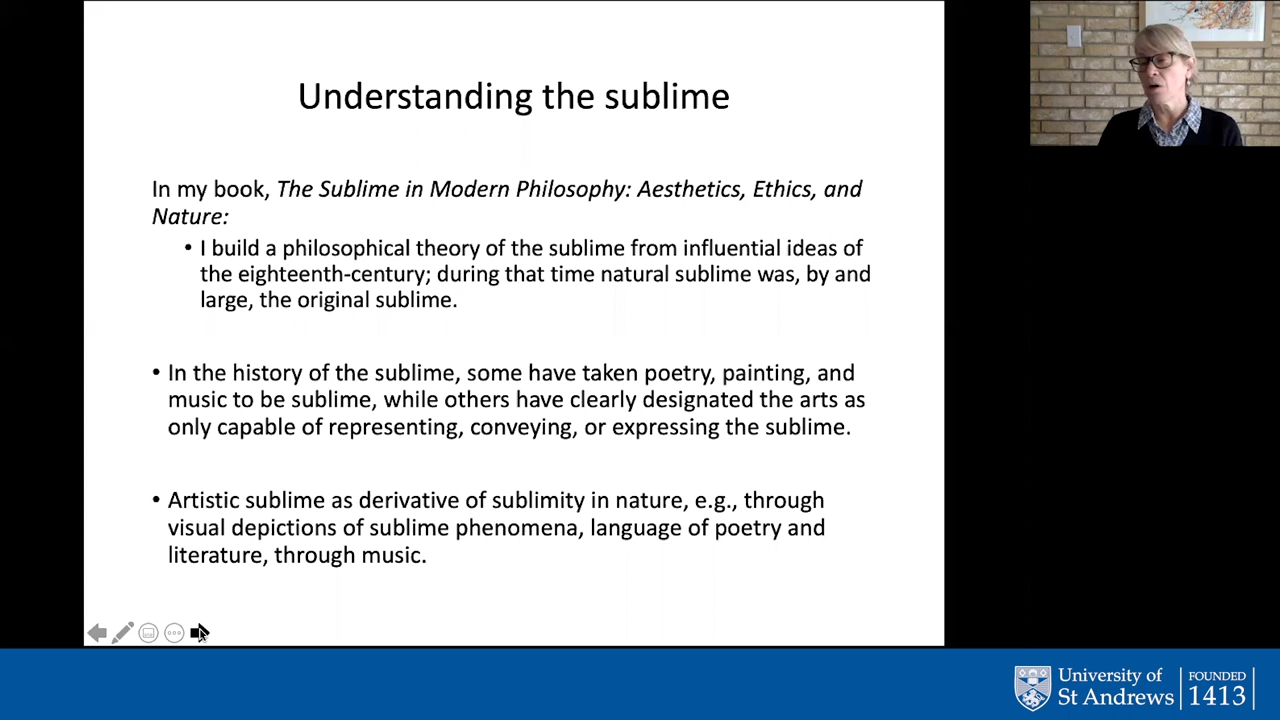 Understanding the sublime
In my book, The Sublime in Modern Philosophy: Aesthetics, Ethics, and
Nature:
• I build a philosophical theory of the sublime from influential ideas of
the eighteenth-century; during that time natural sublime was, by and
large, the original sublime.
• In the history of the sublime, some have taken poetry, painting, and
music to be sublime, while others have clearly designated the arts as
only capable of representing, conveying, or expressing the sublime.
• Artistic sublime as derivative of sublimity in nature, e.g., through
visual depictions of sublime phenomena, language of poetry and
literature, through music.
University of
St Andrews
FOUNDED
1413